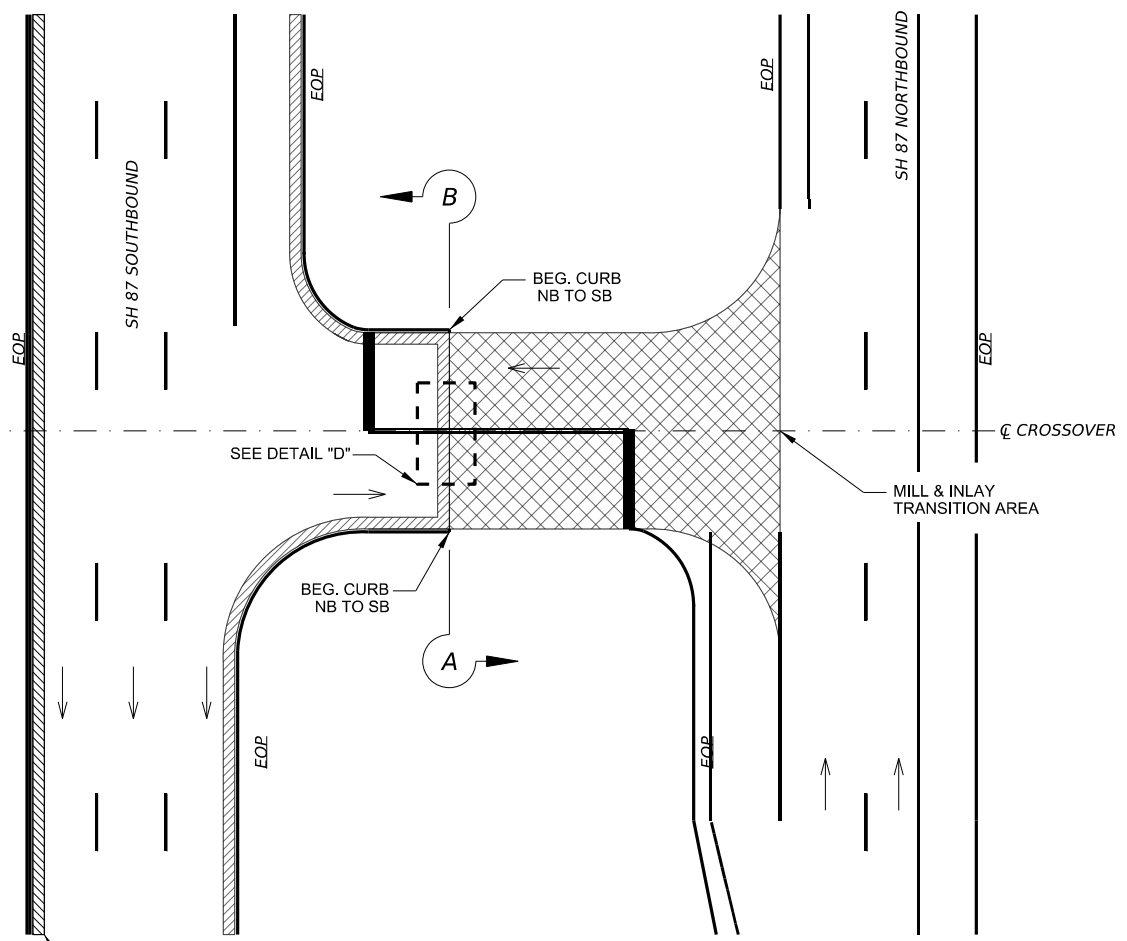 SH 87 NORTHBOUND
EOP
EOP
SH 87 SOUTHBOUND
B
BEG. CURB
NB TO SB
EOP
EOP
℄ CROSSOVER
SEE DETAIL "D"
MILL & INLAY
TRANSITION AREA
BEG. CURB
NB TO SB
A
EOP
EOP